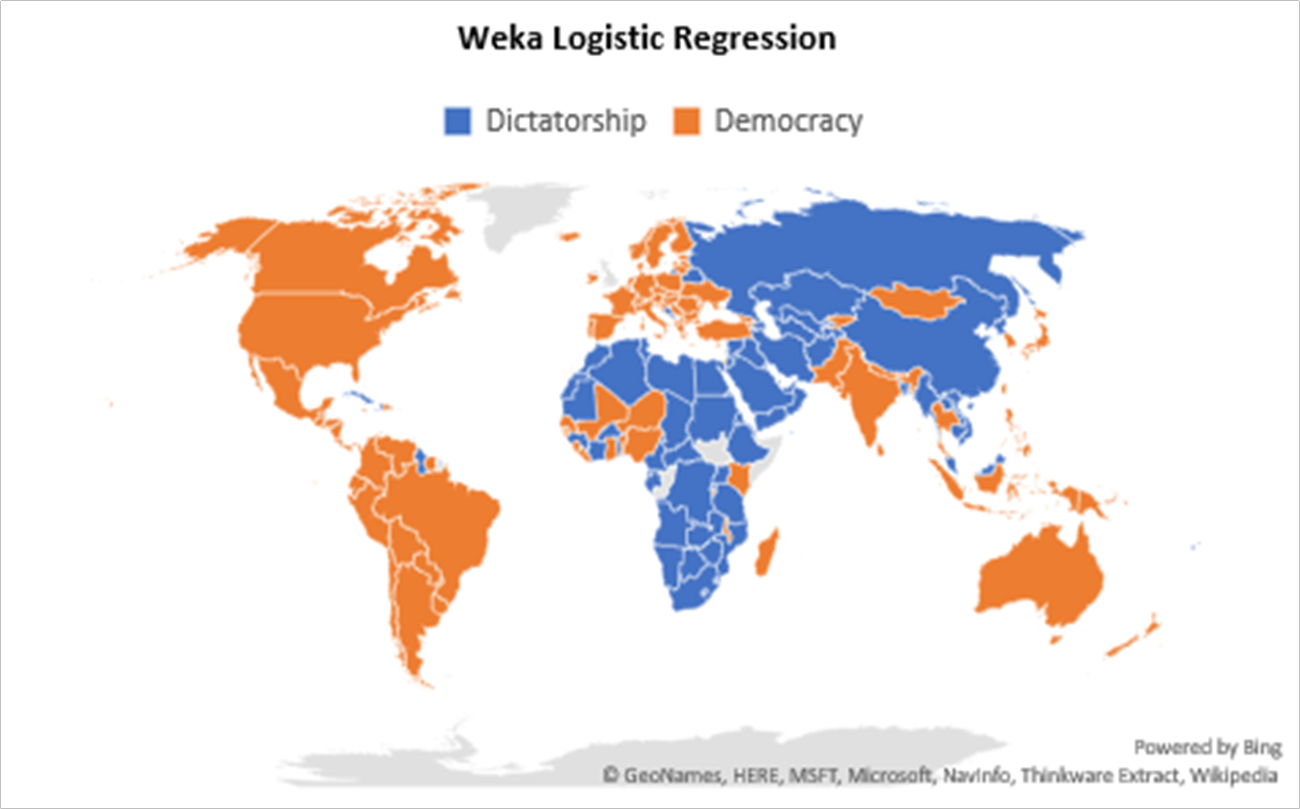 Weka Logistic Regression
Dictatorship Democracy
Powered by Bing
© GeoNames, HERE, MSFT, Microsoft, NavInfo, Thinkware Extract, Wikipedia